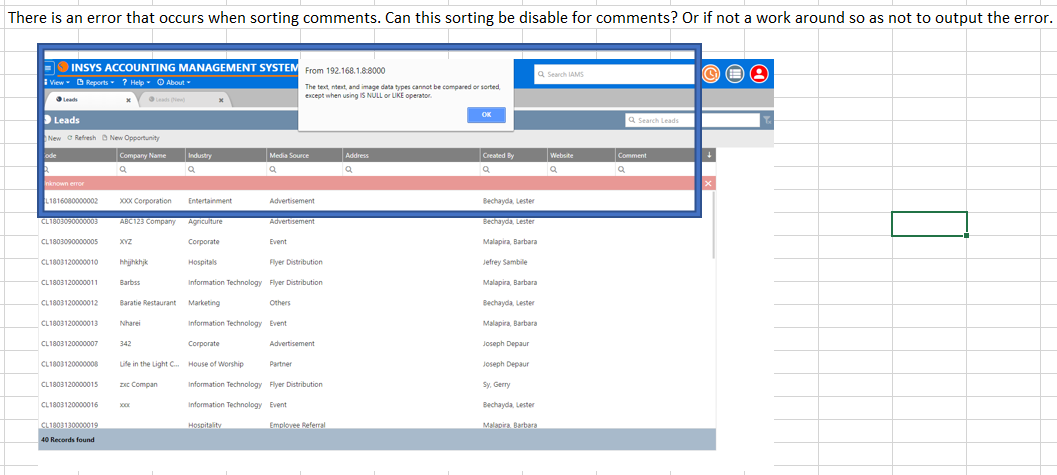 There is an error that occurs when sorting comments. Can this sorting be disable for comments? Or if not a work around so as not to output the error.
INSYS ACCOUNTING MANAGEMENT SYSTEM
From 192.168.1.8:8000
The text, ntext, and image data types cannot be compared or sorted,
except when using IS NULL or LIKE operator.
OK
Search IAMS
View Reports ? Help About
Leads x Leads (New) x
Leads
Search Leads
New Refresh New Opportunity
ode Company Name Industry Media Source Address Created By Website Comment
nknown error
CL1816080000002 XXX Corporation Entertainment Advertisement Bechayda, Lester
CL1803090000003 ABC123 Company Agriculture Advertisement Bechayda, Lester
CL1803090000005 XYZ Corporate Event Malapira, Barbara
CL1803120000010 hhjjhkhjk Hospitals Flyer Distribution Jefrey Sambile
CL1803120000011 Barbss Information Technology Flyer Distribution Malapira, Barbara
CL1803120000012 Baratie Restaurant Marketing Others Bechayda, Lester
CL1803120000013 Nharei Information Technology Event Malapira, Barbara
CL1803120000007 342 Corporate Advertisement Joseph Depaur
CL1803120000008 Life in the Light C... House of Worship Partner Joseph Depaur
CL1803120000015 zxc Compan Information Technology Flyer Distribution Sy, Gerry
CL1803120000016 xxx Information Technology Event Bechayda, Lester
CL1803130000019 Hospitality Employee Referral Malapira, Barbara
40 Records found